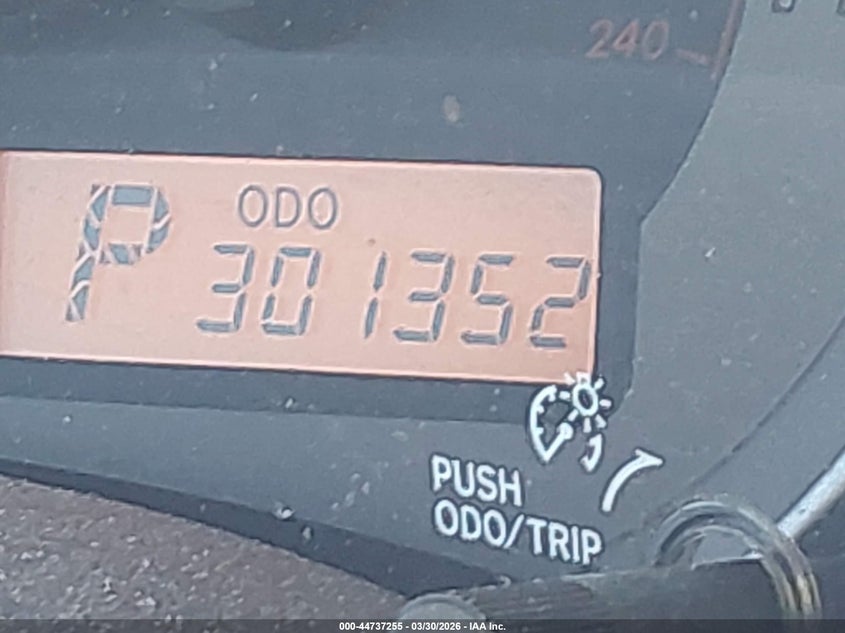 240
ODO
P 301352
PUSH
ODO/TRIP
000-44737255 - 03/30/2026 - IAA Inc.